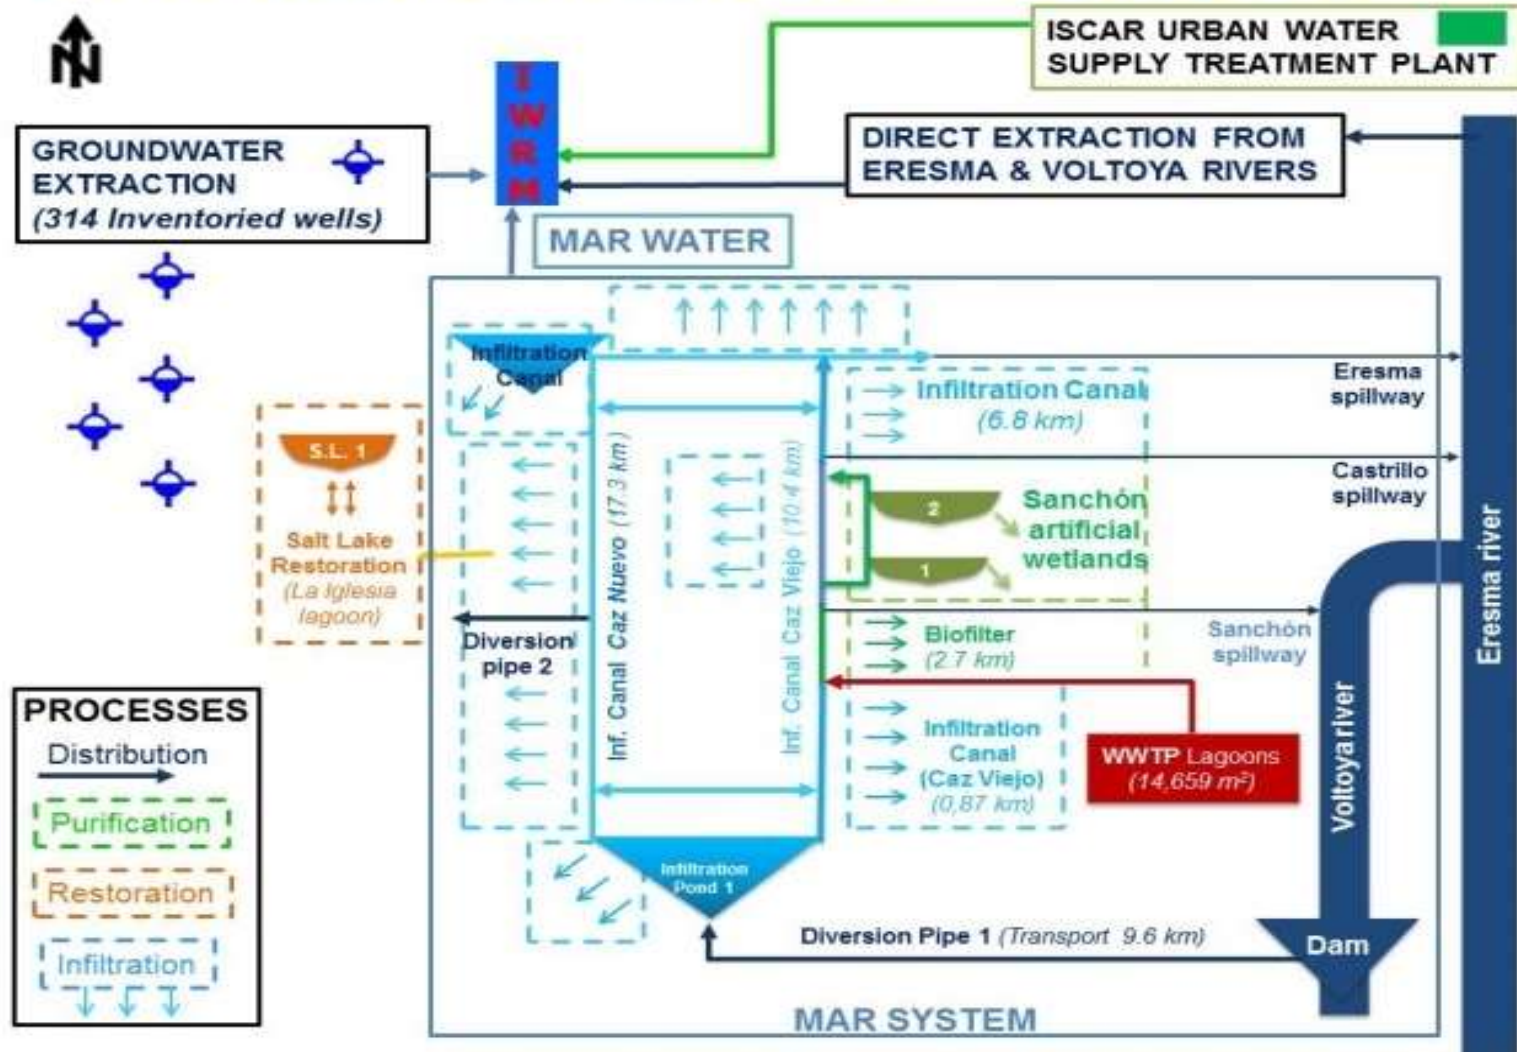 N
ISCAR URBAN WATER
SUPPLY TREATMENT PLANT
I
W
R
M
GROUNDWATER
EXTRACTION
(314 Inventoried wells)
DIRECT EXTRACTION FROM
ERESMA & VOLTOYA RIVERS
MAR WATER
Infiltration
Canal
Infiltration Canal
(6.8 km)
Eresma
spillway
Castrillo
spillway
S.L. 1
Salt Lake
Restoration
(La Iglesia
lagoon)
Inf. Canal Caz Nuevo (17.3 km)
Inf. Canal Caz Viejo (10.4 km)
2
1
Sanchón
artificial
wetlands
Eresma river
Diversion
pipe 2
Biofilter
(2.7 km)
Sanchón
spillway
Voltoya river
Infiltration
Canal
(Caz Viejo)
(0,87 km)
WWTP Lagoons
(14,659 m²)
PROCESSES
Distribution
Purification
Restoration
Infiltration
Infiltration
Pond 1
Diversion Pipe 1 (Transport 9.6 km)
Dam
MAR SYSTEM